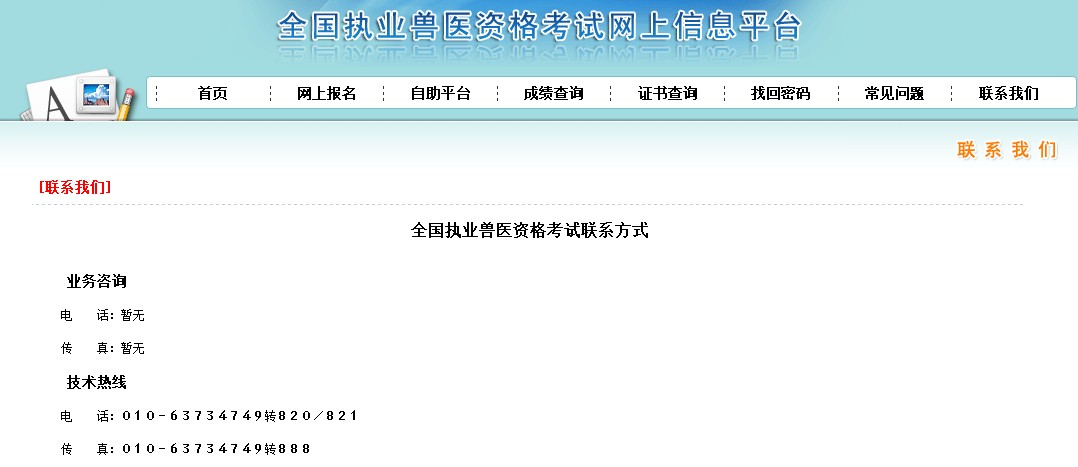 全国执业兽医资格考试网上信息平台
A
首页 网上报名 自助平台 成绩查询 证书查询 找回密码 常见问题 联系我们
联系我们
[联系我们]
全国执业兽医资格考试联系方式
业务咨询
电 话：暂无
传 真：暂无
技术热线
电 话：０１０－６３７３４７４９转８２０／８２１
传 真：０１０－６３７３４７４９转８８８